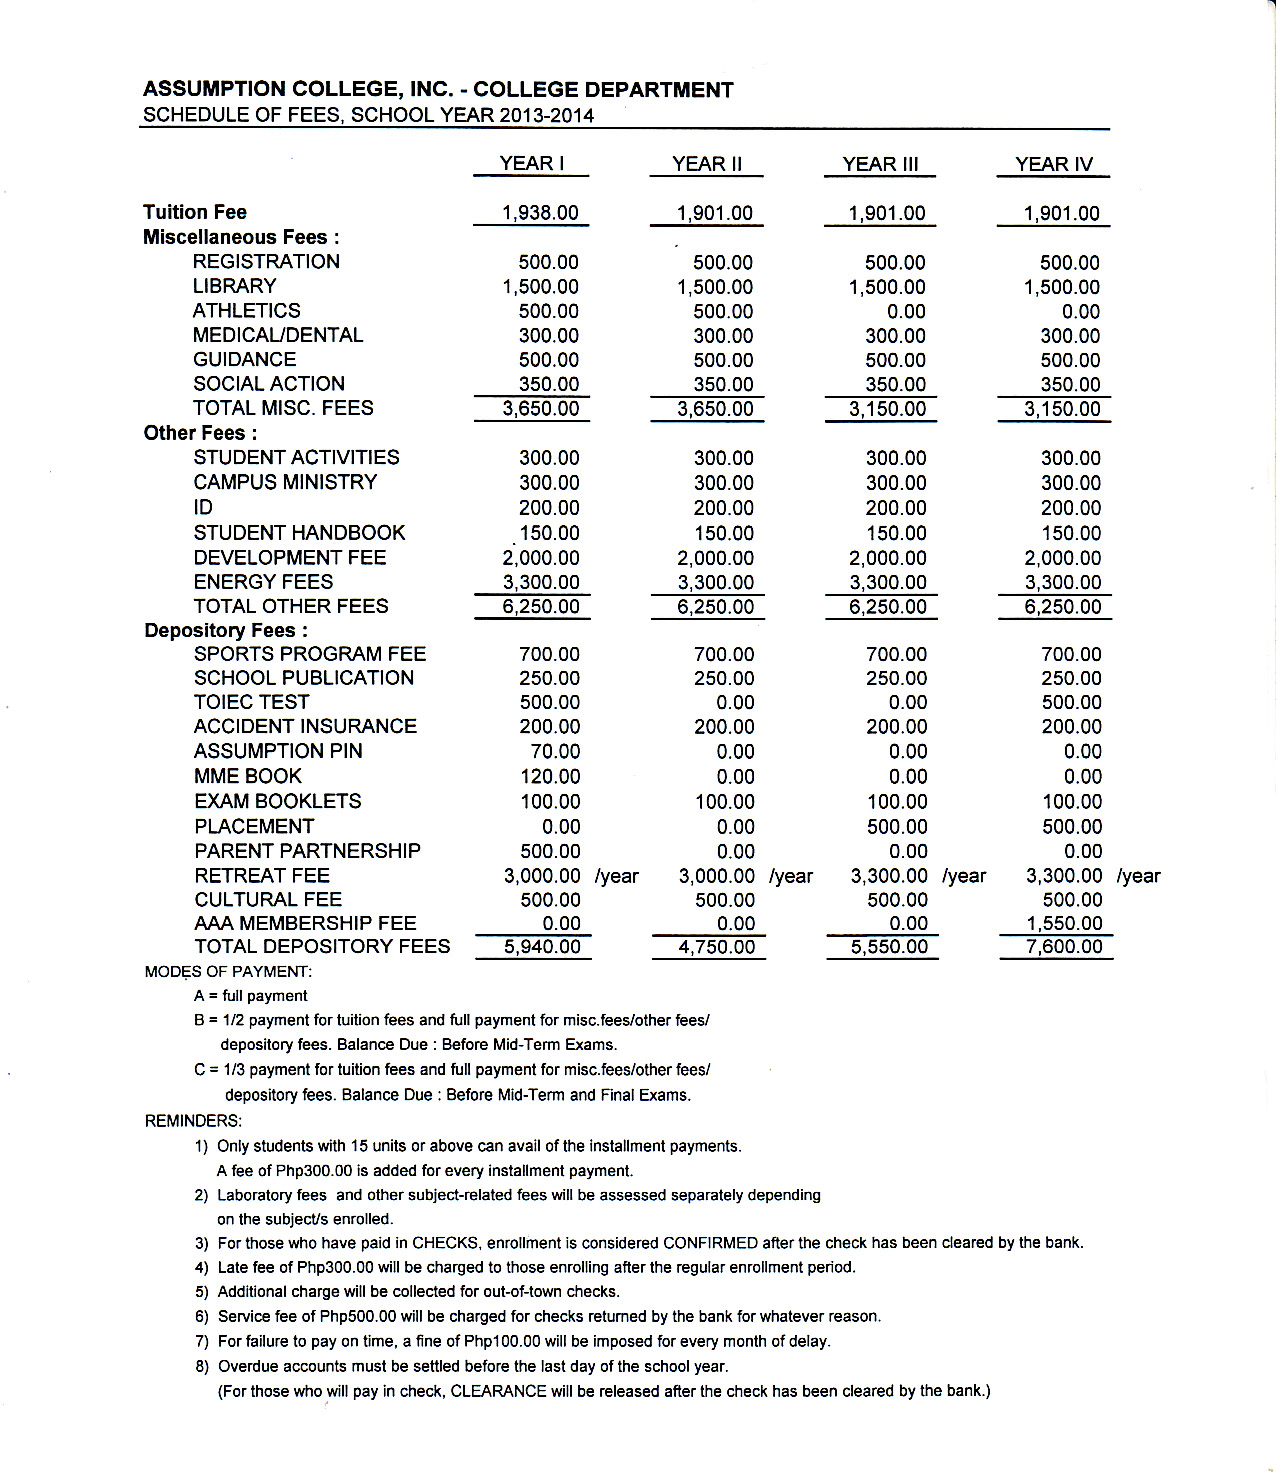 ASSUMPTION COLLEGE, INC. - COLLEGE DEPARTMENT
SCHEDULE OF FEES, SCHOOL YEAR 2013-2014
YEAR I YEAR II YEAR III YEAR IV
Tuition Fee 1,938.00 1,901.00 1,901.00 1,901.00
Miscellaneous Fees :
REGISTRATION 500.00 500.00 500.00 500.00
LIBRARY 1,500.00 1,500.00 1,500.00 1,500.00
ATHLETICS 500.00 500.00 0.00 0.00
MEDICAL/DENTAL 300.00 300.00 300.00 300.00
GUIDANCE 500.00 500.00 500.00 500.00
SOCIAL ACTION 350.00 350.00 350.00 350.00
TOTAL MISC. FEES 3,650.00 3,650.00 3,150.00 3,150.00
Other Fees :
STUDENT ACTIVITIES 300.00 300.00 300.00 300.00
CAMPUS MINISTRY 300.00 300.00 300.00 300.00
ID 200.00 200.00 200.00 200.00
STUDENT HANDBOOK 150.00 150.00 150.00 150.00
DEVELOPMENT FEE 2,000.00 2,000.00 2,000.00 2,000.00
ENERGY FEES 3,300.00 3,300.00 3,300.00 3,300.00
TOTAL OTHER FEES 6,250.00 6,250.00 6,250.00 6,250.00
Depository Fees :
SPORTS PROGRAM FEE 700.00 700.00 700.00 700.00
SCHOOL PUBLICATION 250.00 250.00 250.00 250.00
TOIEC TEST 500.00 0.00 0.00 500.00
ACCIDENT INSURANCE 200.00 200.00 200.00 200.00
ASSUMPTION PIN 70.00 0.00 0.00 0.00
MME BOOK 120.00 0.00 0.00 0.00
EXAM BOOKLETS 100.00 100.00 100.00 100.00
PLACEMENT 0.00 0.00 500.00 500.00
PARENT PARTNERSHIP 500.00 0.00 0.00 0.00
RETREAT FEE 3,000.00 /year 3,000.00 /year 3,300.00 /year 3,300.00 /year
CULTURAL FEE 500.00 500.00 500.00 500.00
AAA MEMBERSHIP FEE 0.00 0.00 0.00 1,550.00
TOTAL DEPOSITORY FEES 5,940.00 4,750.00 5,550.00 7,600.00
MODES OF PAYMENT:
A = full payment
B = 1/2 payment for tuition fees and full payment for misc.fees/other fees/
depository fees. Balance Due : Before Mid-Term Exams.
C = 1/3 payment for tuition fees and full payment for misc.fees/other fees/
depository fees. Balance Due : Before Mid-Term and Final Exams.
REMINDERS:
1) Only students with 15 units or above can avail of the installment payments.
A fee of Php300.00 is added for every installment payment.
2) Laboratory fees and other subject-related fees will be assessed separately depending
on the subject/s enrolled.
3) For those who have paid in CHECKS, enrollment is considered CONFIRMED after the check has been cleared by the bank.
4) Late fee of Php300.00 will be charged to those enrolling after the regular enrollment period.
5) Additional charge will be collected for out-of-town checks.
6) Service fee of Php500.00 will be charged for checks returned by the bank for whatever reason.
7) For failure to pay on time, a fine of Php100.00 will be imposed for every month of delay.
8) Overdue accounts must be settled before the last day of the school year.
(For those who will pay in check, CLEARANCE will be released after the check has been cleared by the bank.)